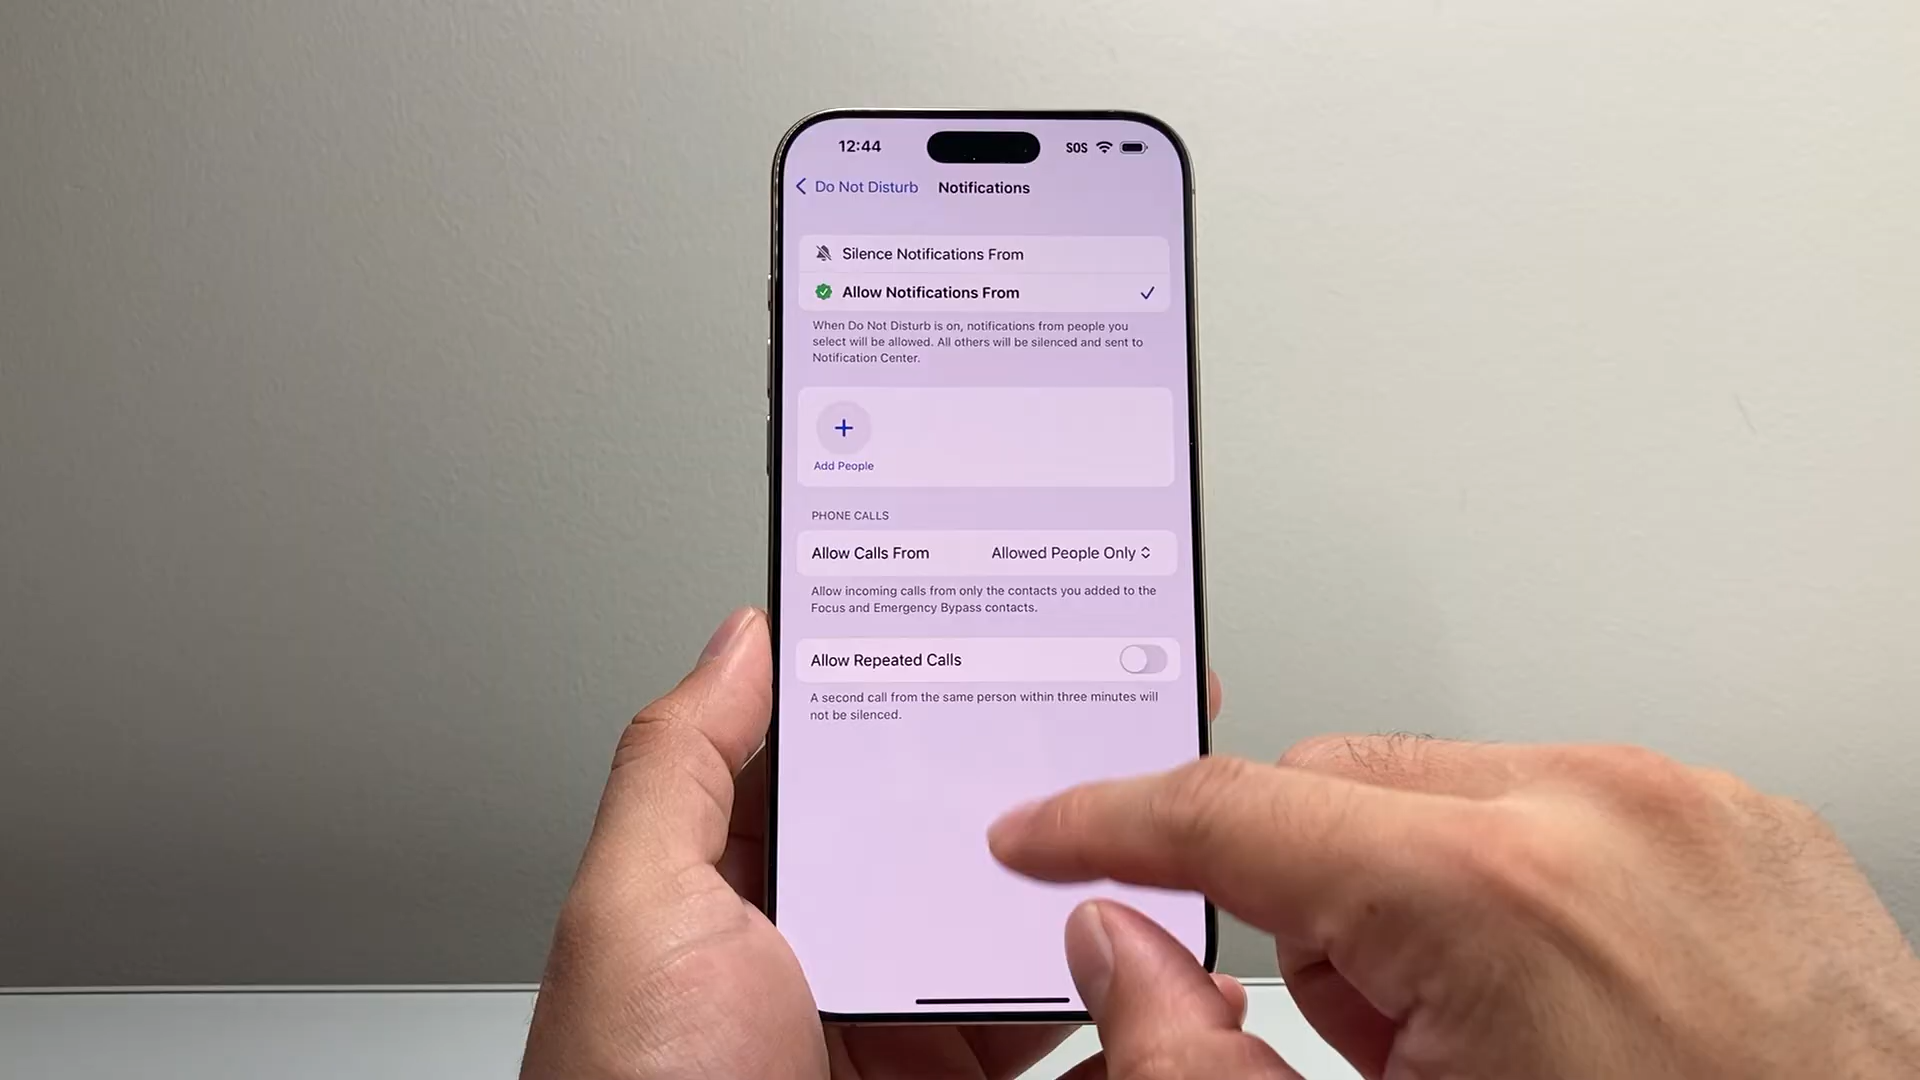 12:44
SOS
Do Not Disturb
Notifications
Silence Notifications From
Allow Notifications From
When Do Not Disturb is on, notifications from people you
select will be allowed. All others will be silenced and sent to
Notification Center.
Add People
PHONE CALLS
Allow Calls From
Allowed People Only
Allow incoming calls from only the contacts you added to the
Focus and Emergency Bypass contacts.
Allow Repeated Calls
A second call from the same person within three minutes will
not be silenced.